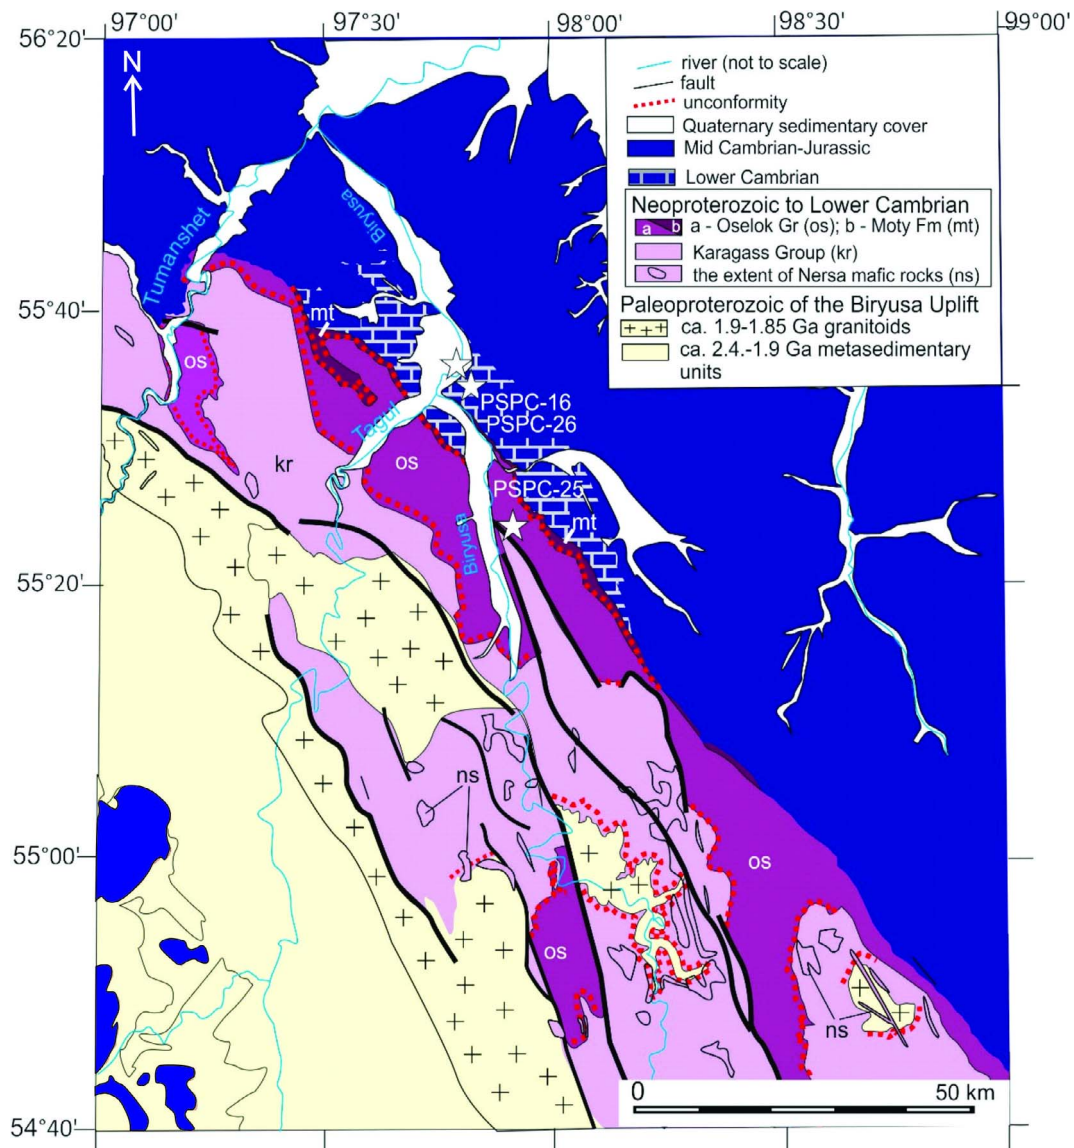 97°00' 97°30' 98°00' 98°30' 99°00'
56°20'
N
river (not to scale)
fault
unconformity
Quaternary sedimentary cover
Mid Cambrian-Jurassic
Lower Cambrian
Neoproterozoic to Lower Cambrian
a b a - Oselok Gr (os); b - Moty Fm (mt)
Karagass Group (kr)
the extent of Nersa mafic rocks (ns)
Paleoproterozoic of the Biryusa Uplift
ca. 1.9-1.85 Ga granitoids
ca. 2.4.-1.9 Ga metasedimentary
units
Biryusa
Tumanshet
55°40'
mt
os
PSPC-16
PSPC-26
Tagul
kr
os
PSPC-25
mt
Biryusa
55°20'
ns
55°00'
os
os
ns
0 50 km
54°40'